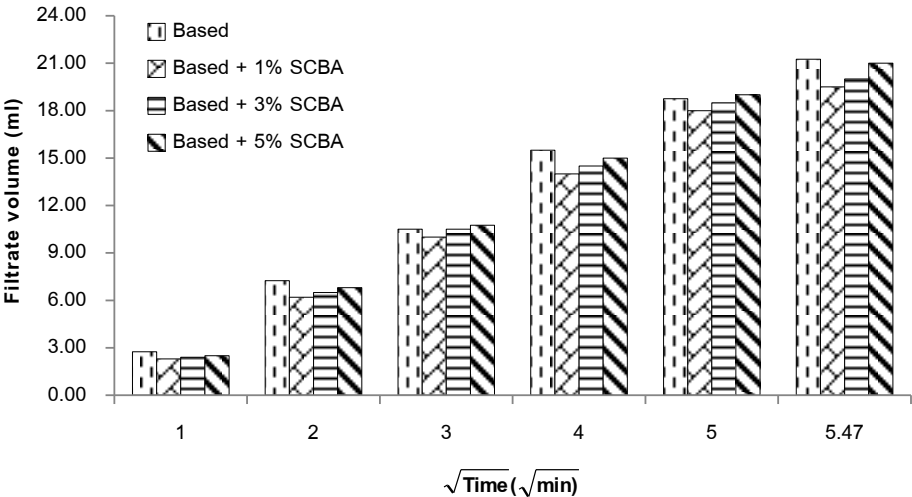 24.00
21.00
18.00
15.00
12.00
9.00
6.00
3.00
0.00
Filtrate volume (ml)
Based
Based + 1% SCBA
Based + 3% SCBA
Based + 5% SCBA
1 2 3 4 5 5.47
√Time(√min)